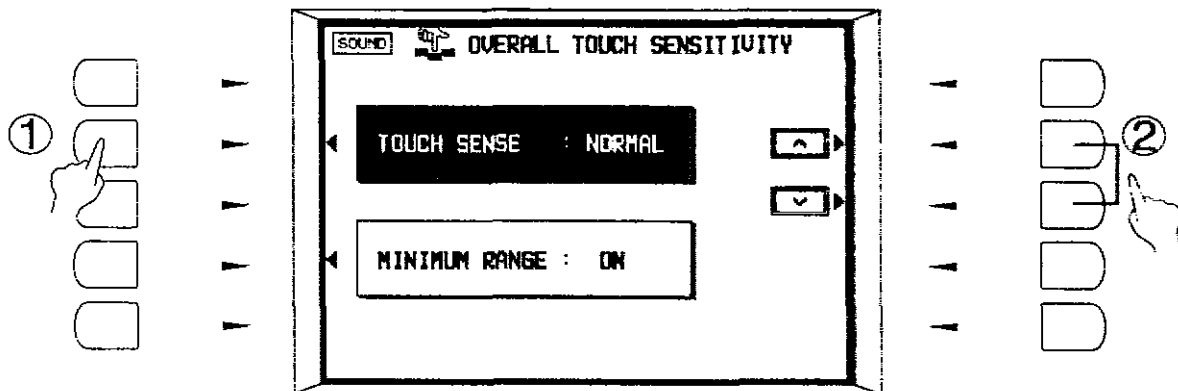 SOUND OVERALL TOUCH SENSITIVITY
① TOUCH SENSE : NORMAL ②
MINIMUM RANGE : ON